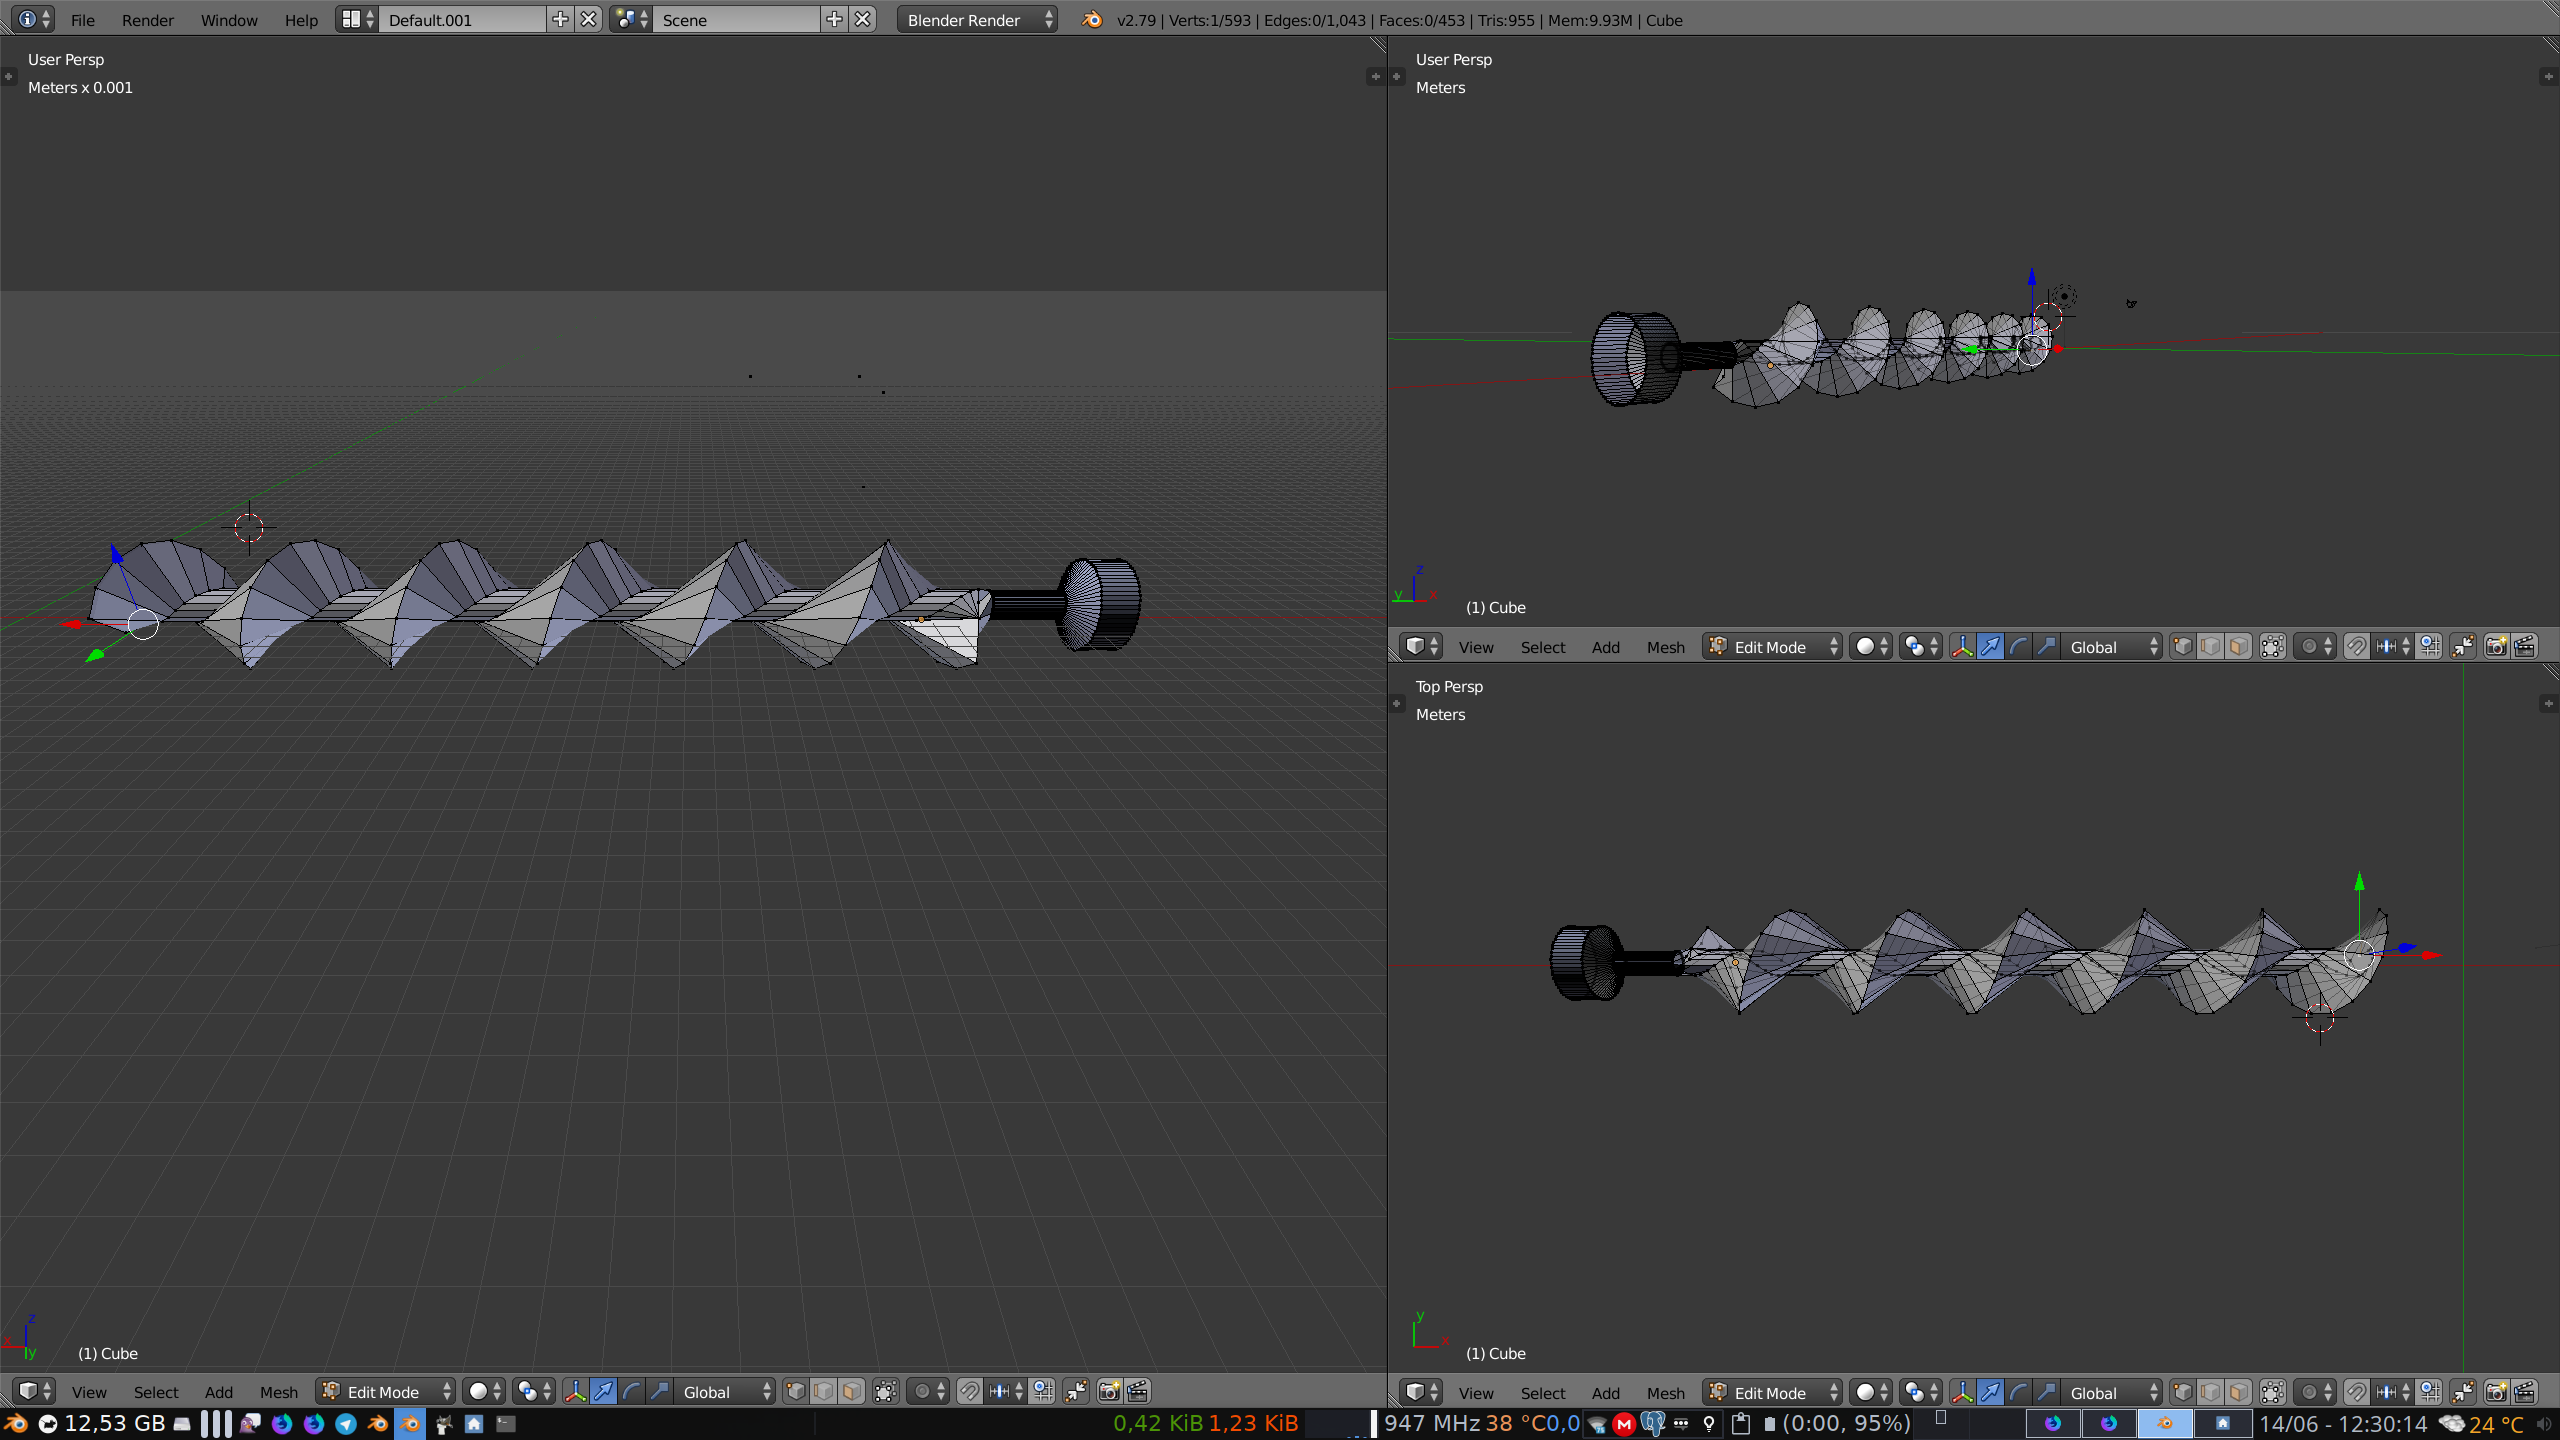 File Render Window Help Default.001 Scene Blender Render v2.79 | Verts:1/593 | Edges:0/1,043 | Faces:0/453 | Tris:955 | Mem:9.93M | Cube
User Persp
Meters x 0.001
z
x
y
(1) Cube
View Select Add Mesh Edit Mode Global
User Persp
Meters
z
y x
(1) Cube
View Select Add Mesh Edit Mode Global
Top Persp
Meters
y
x
(1) Cube
View Select Add Mesh Edit Mode Global
12,53 GB 0,42 KiB 1,23 KiB 947 MHz 38 °C 0,0 M (0:00, 95%) 14/06 - 12:30:14 24 °C